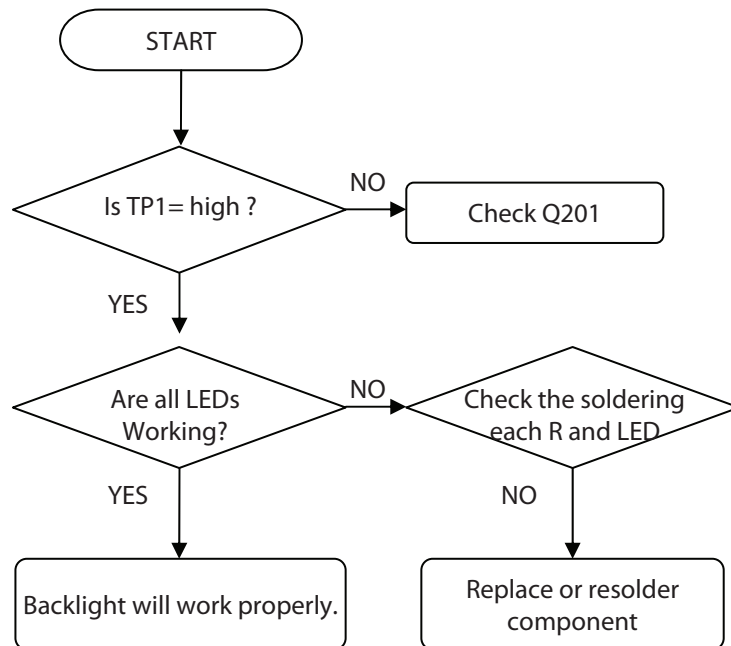 START
Is TP1= high ?
NO
Check Q201
YES
Are all LEDs
Working?
NO
Check the soldering
each R and LED
YES
NO
Backlight will work properly.
Replace or resolder
component